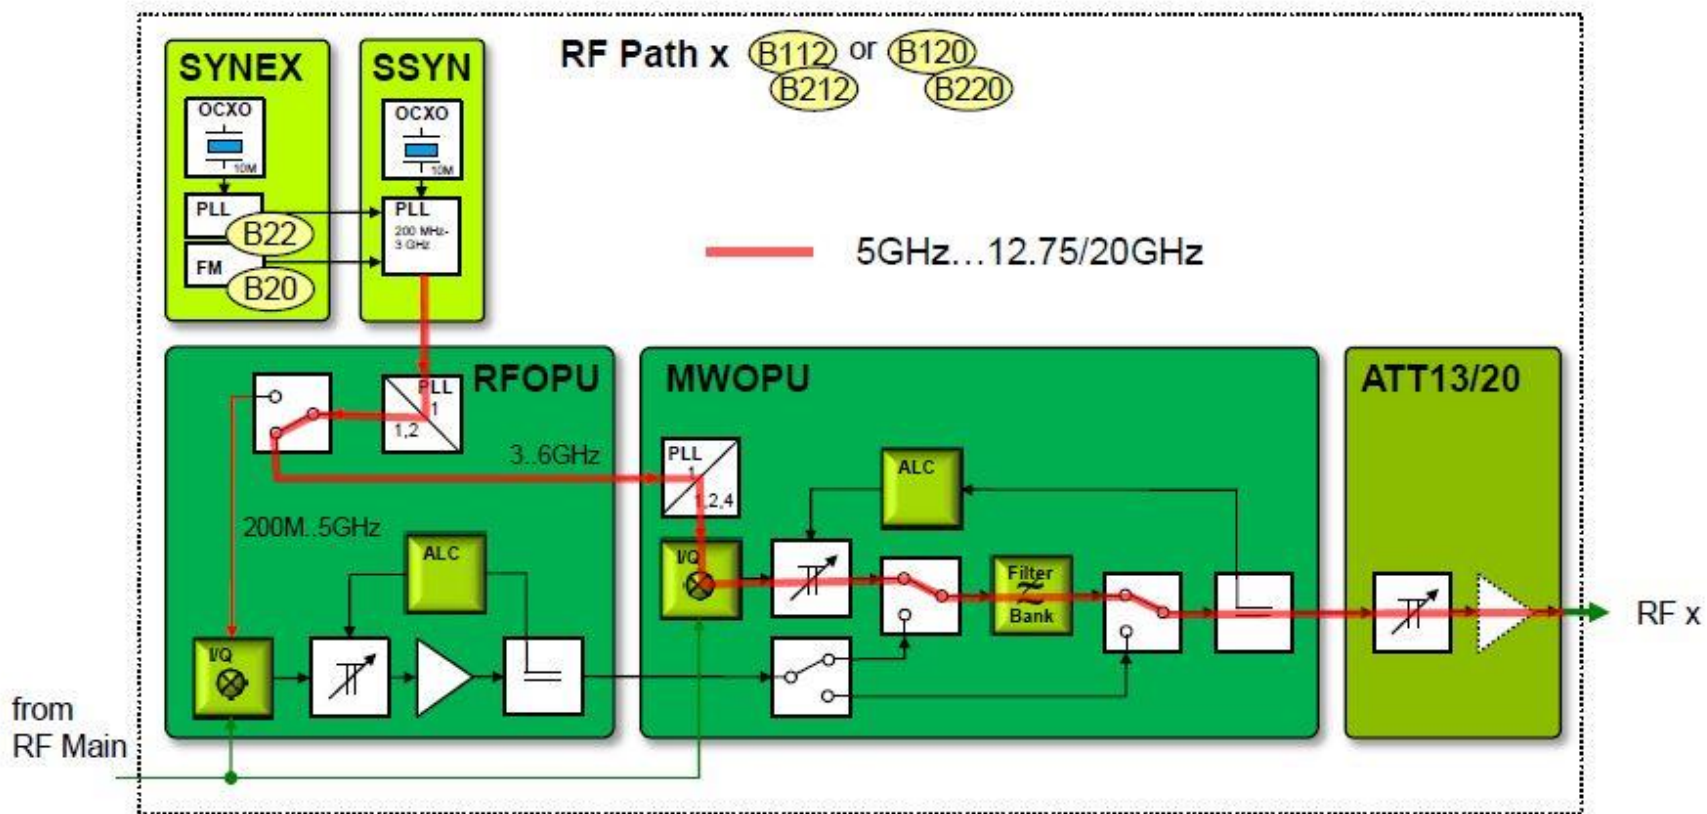 RF Path x B112 or B120
B212 B220
SYNEX
OCXO
10M
PLL
B22
FM
B20
SSYN
OCXO
10M
PLL
200 MHz-
3 GHz
5GHz...12.75/20GHz
RFOPU
PLL
1
1,2
3..6GHz
200M..5GHz
ALC
I/Q
MWOPU
PLL
1
1,2,4
ALC
I/Q
Filter
Bank
ATT13/20
RF x
from
RF Main